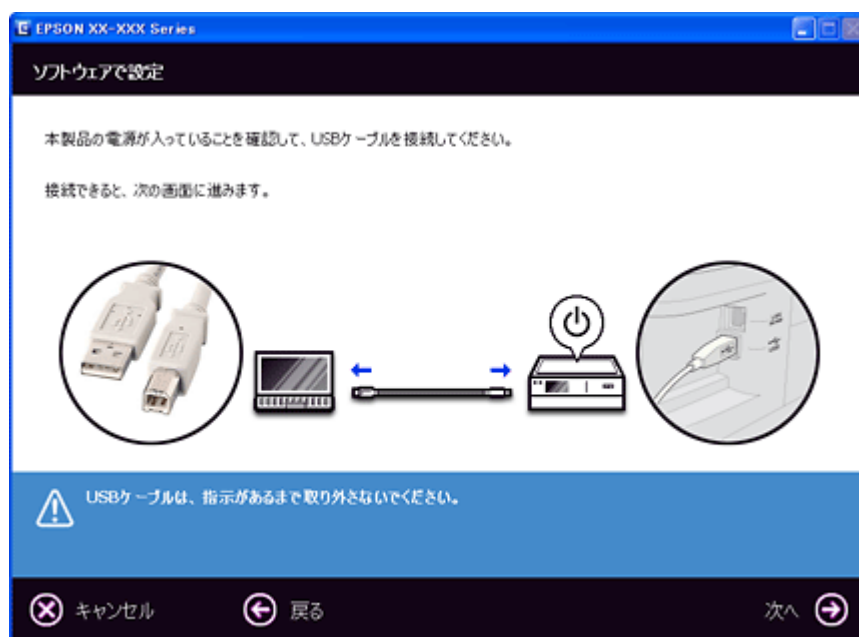 EPSON XX-XXX Series
ソフトウェアで設定
本製品の電源が入っていることを確認して、USBケーブルを接続してください。
接続できると、次の画面に進みます。
USBケーブルは、指示があるまで取り外さないでください。
キャンセル
戻る
次へ